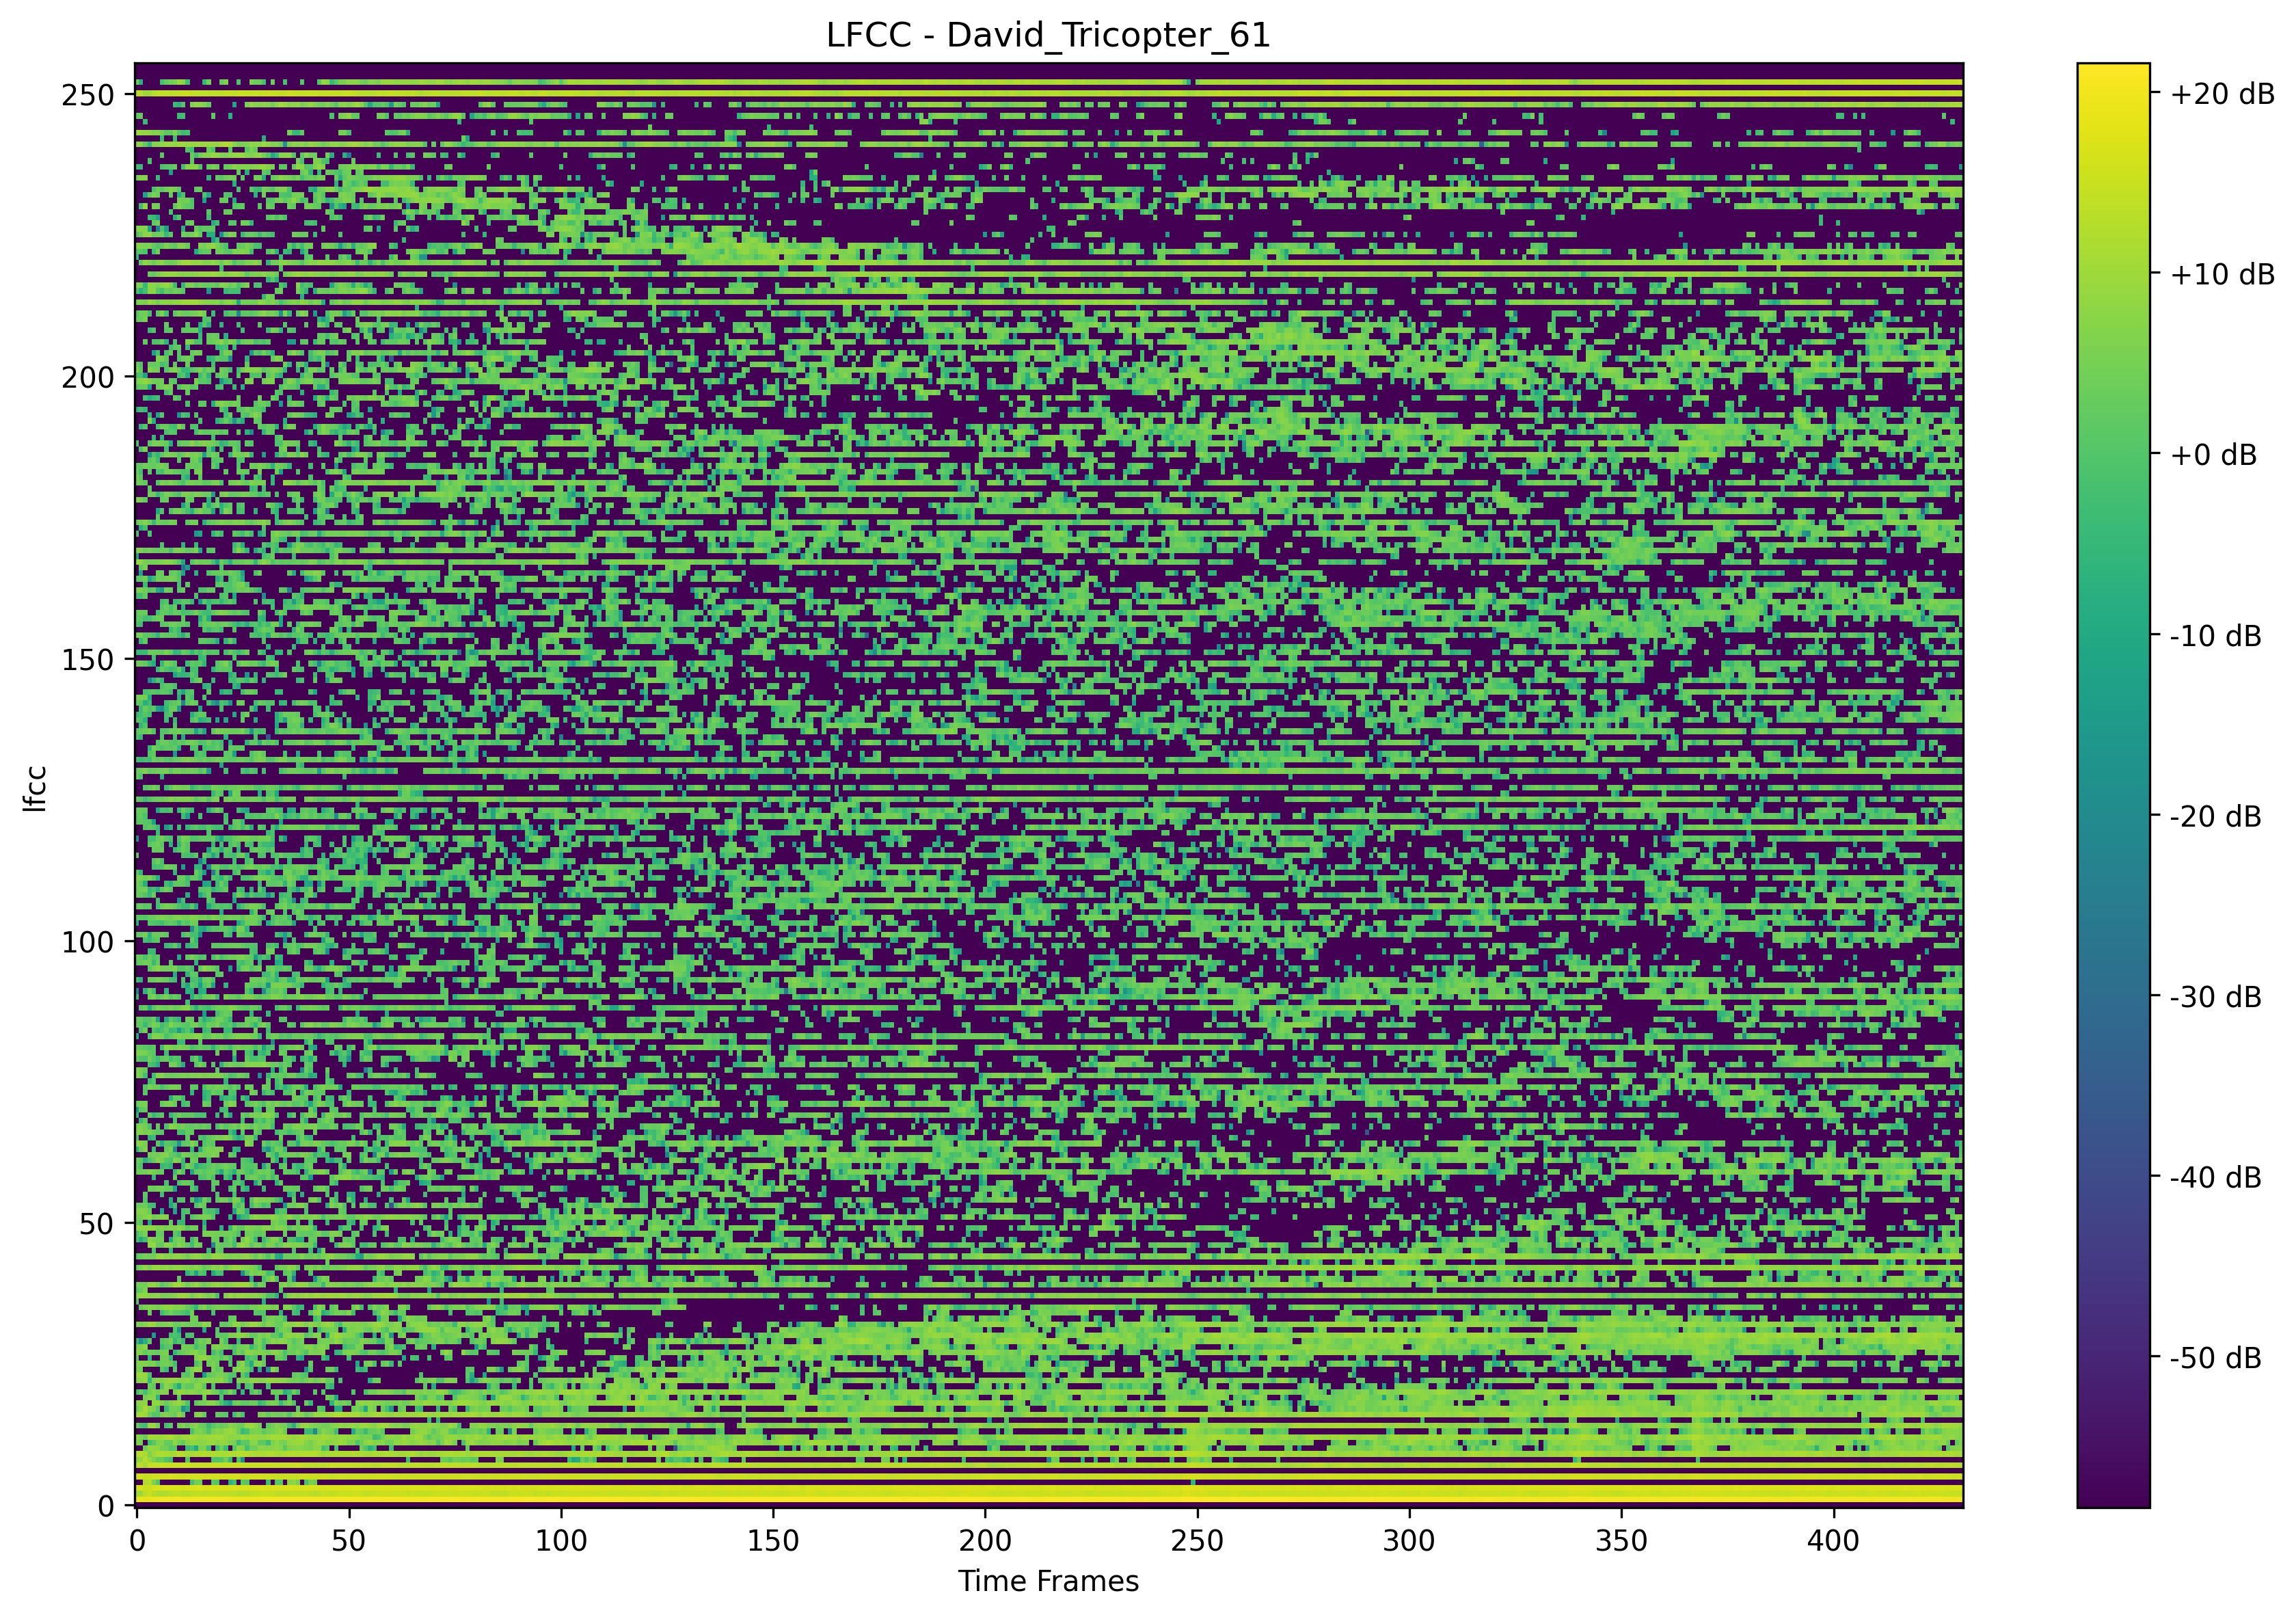 LFCC - David_Tricopter_61
250
200
150
100
50
0
lfcc
0 50 100 150 200 250 300 350 400
Time Frames
+20 dB
+10 dB
+0 dB
-10 dB
-20 dB
-30 dB
-40 dB
-50 dB